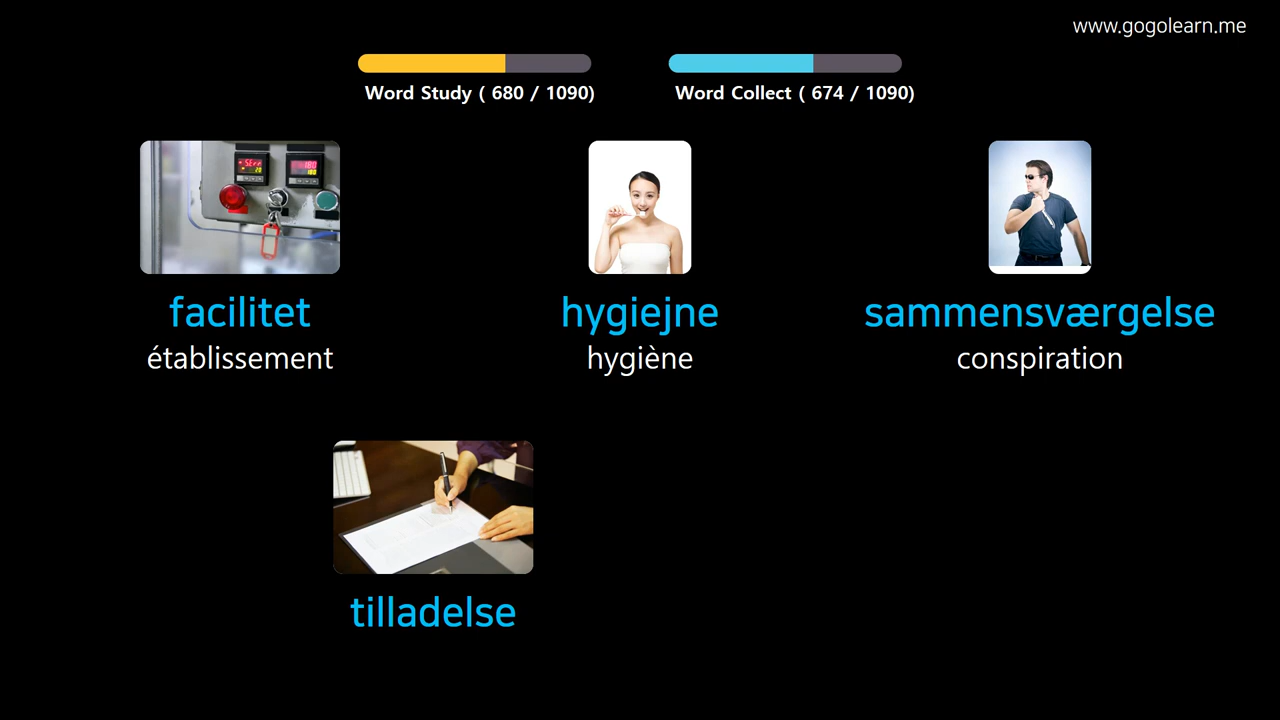 www.gogolearn.me
Word Study ( 680 / 1090)
Word Collect ( 674 / 1090)
facilitet
établissement
hygiejne
hygiène
sammensværgelse
conspiration
tilladelse